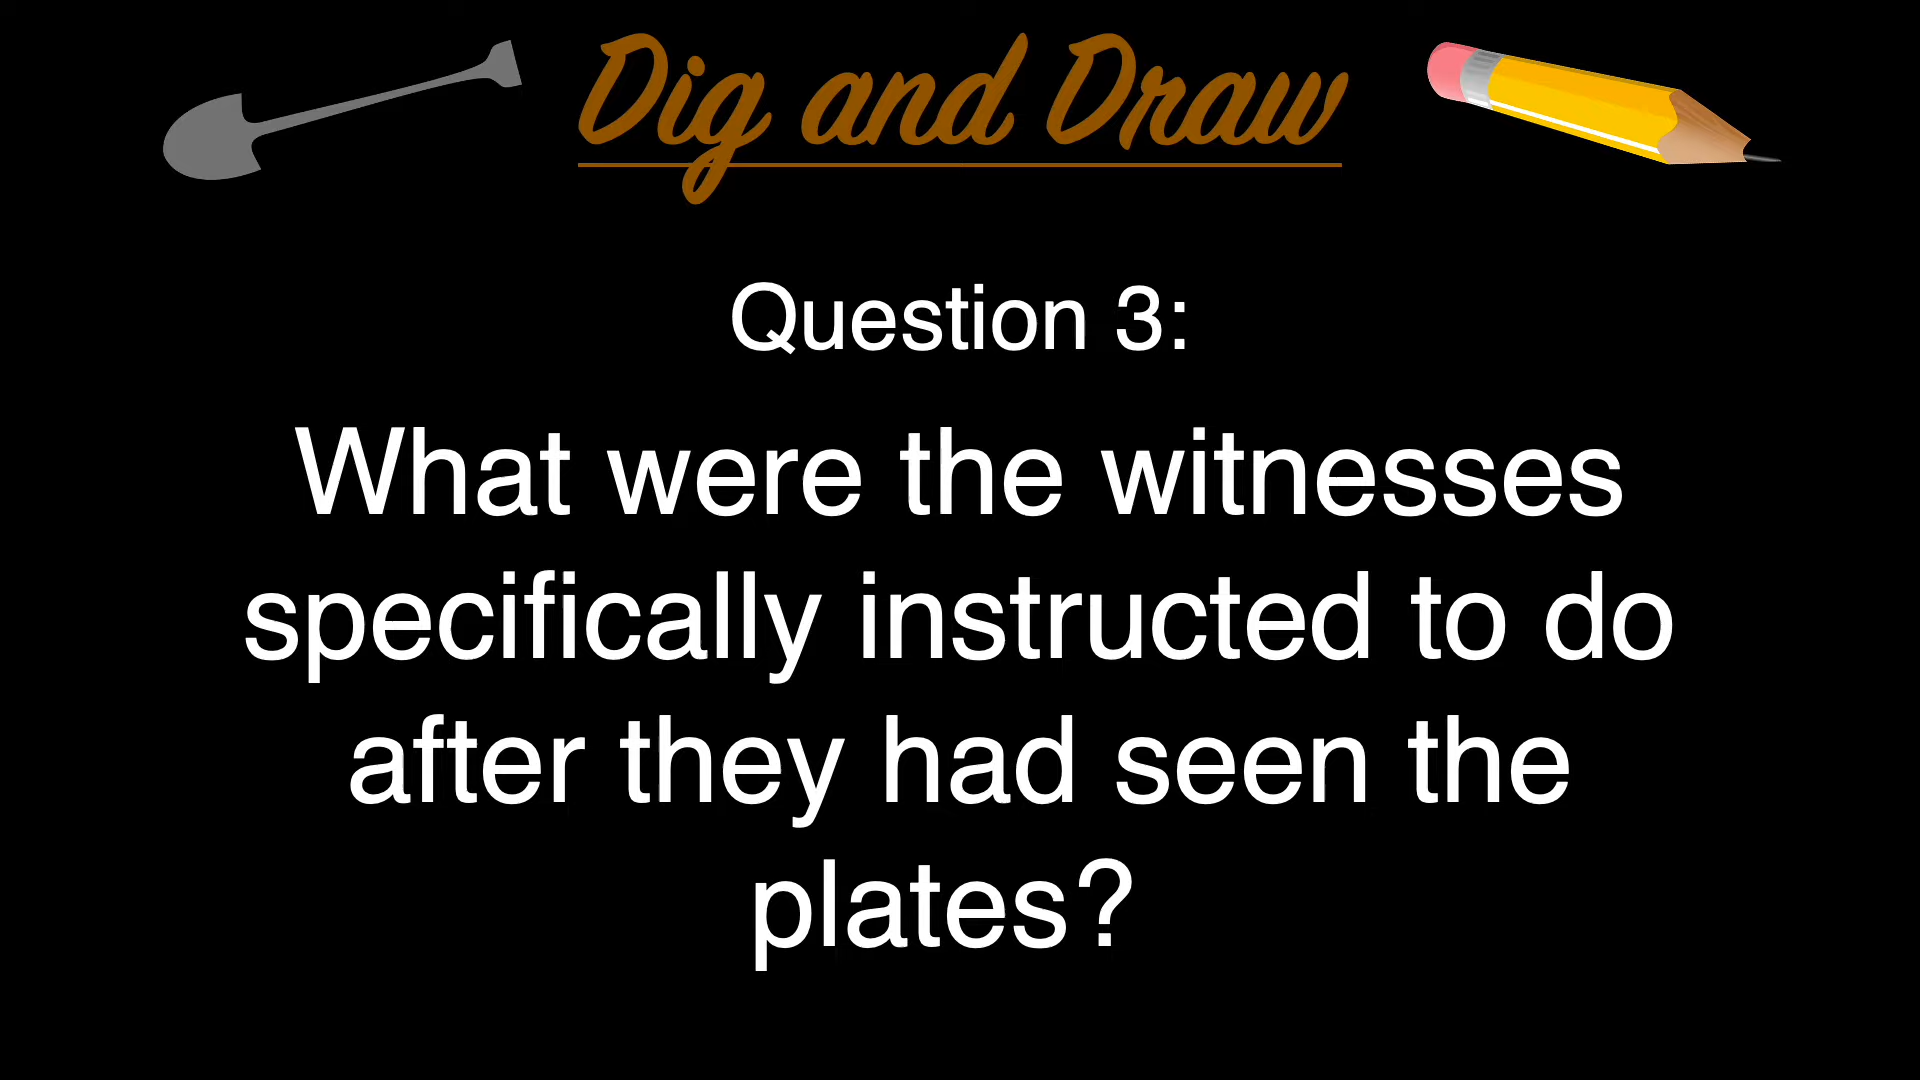 Dig and Draw
Question 3:
What were the witnesses
specifically instructed to do
after they had seen the
plates?